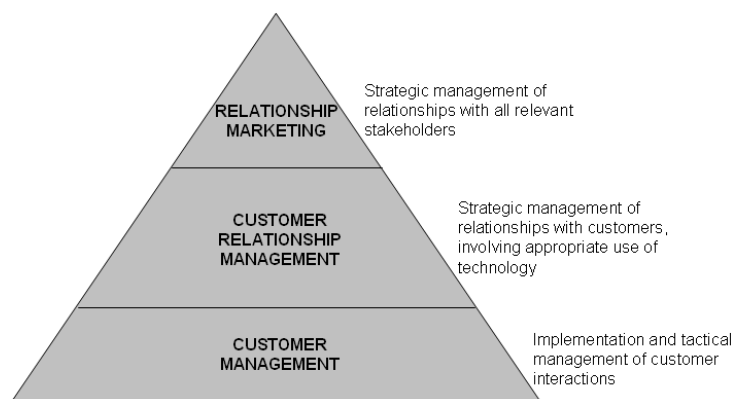 RELATIONSHIP
MARKETING
Strategic management of
relationships with all relevant
stakeholders
CUSTOMER
RELATIONSHIP
MANAGEMENT
Strategic management of
relationships with customers,
involving appropriate use of
technology
CUSTOMER
MANAGEMENT
Implementation and tactical
management of customer
interactions